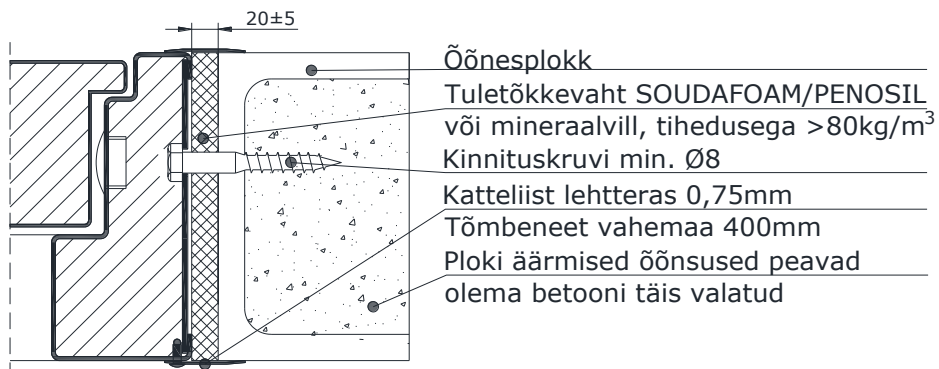 20±5
Õõnesplokk
Tuletõkkevaht SOUDAFOAM/PENOSIL
või mineraalvill, tihedusega >80kg/m³
Kinnituskruvi min. Ø8
Katteliist lehtteras 0,75mm
Tõmbeneet vahemaa 400mm
Ploki äärmised õõnsused peavad
olema betooni täis valatud